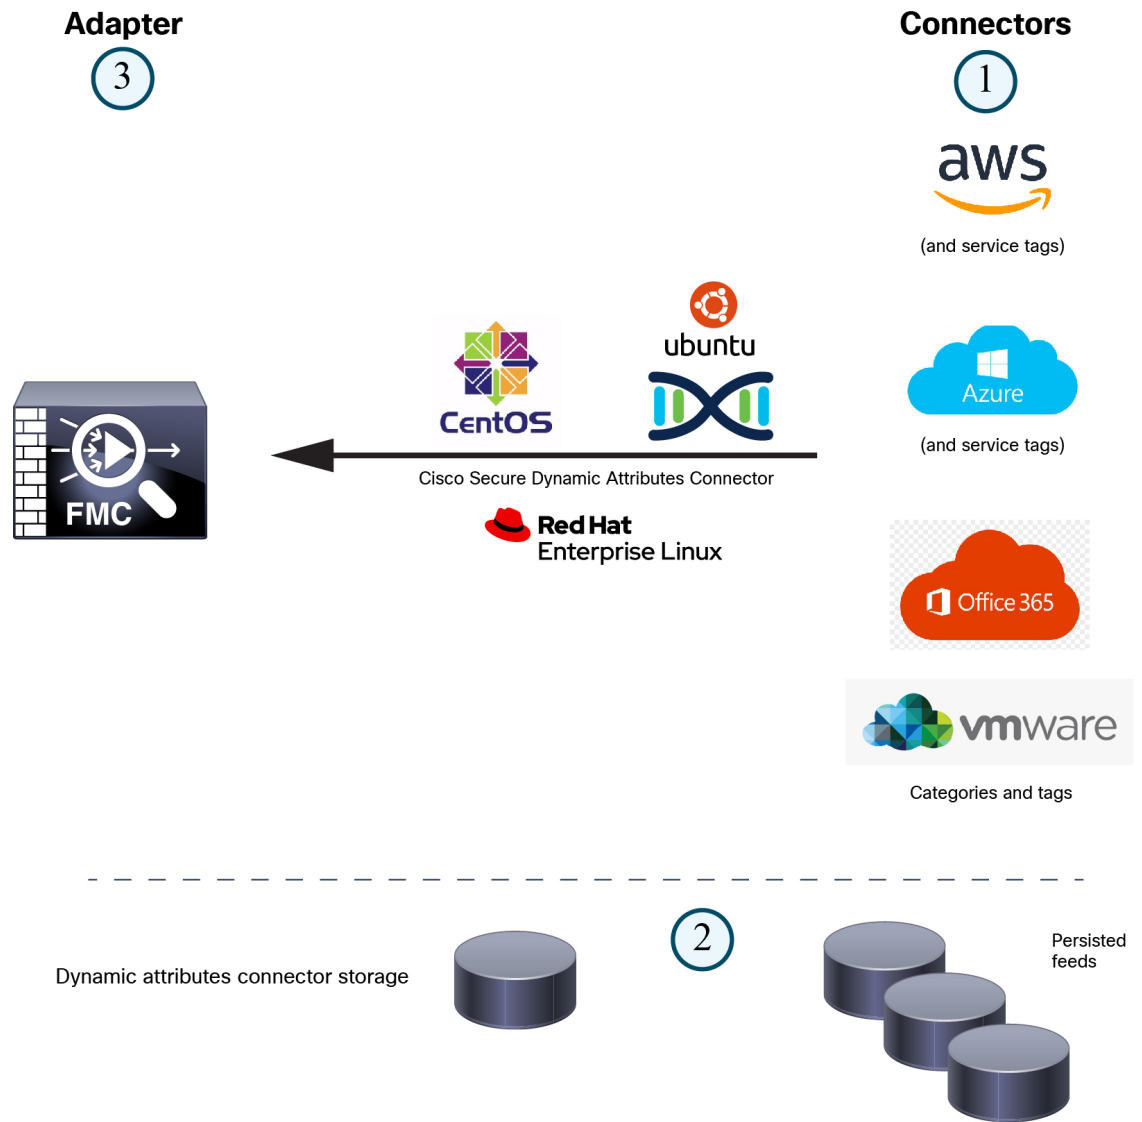 Adapter
3
Connectors
1
aws
(and service tags)
ubuntu
CentOS
Azure
(and service tags)
FMC
Cisco Secure Dynamic Attributes Connector
Red Hat
Enterprise Linux
Office 365
vmware
Categories and tags
2
Persisted
feeds
Dynamic attributes connector storage